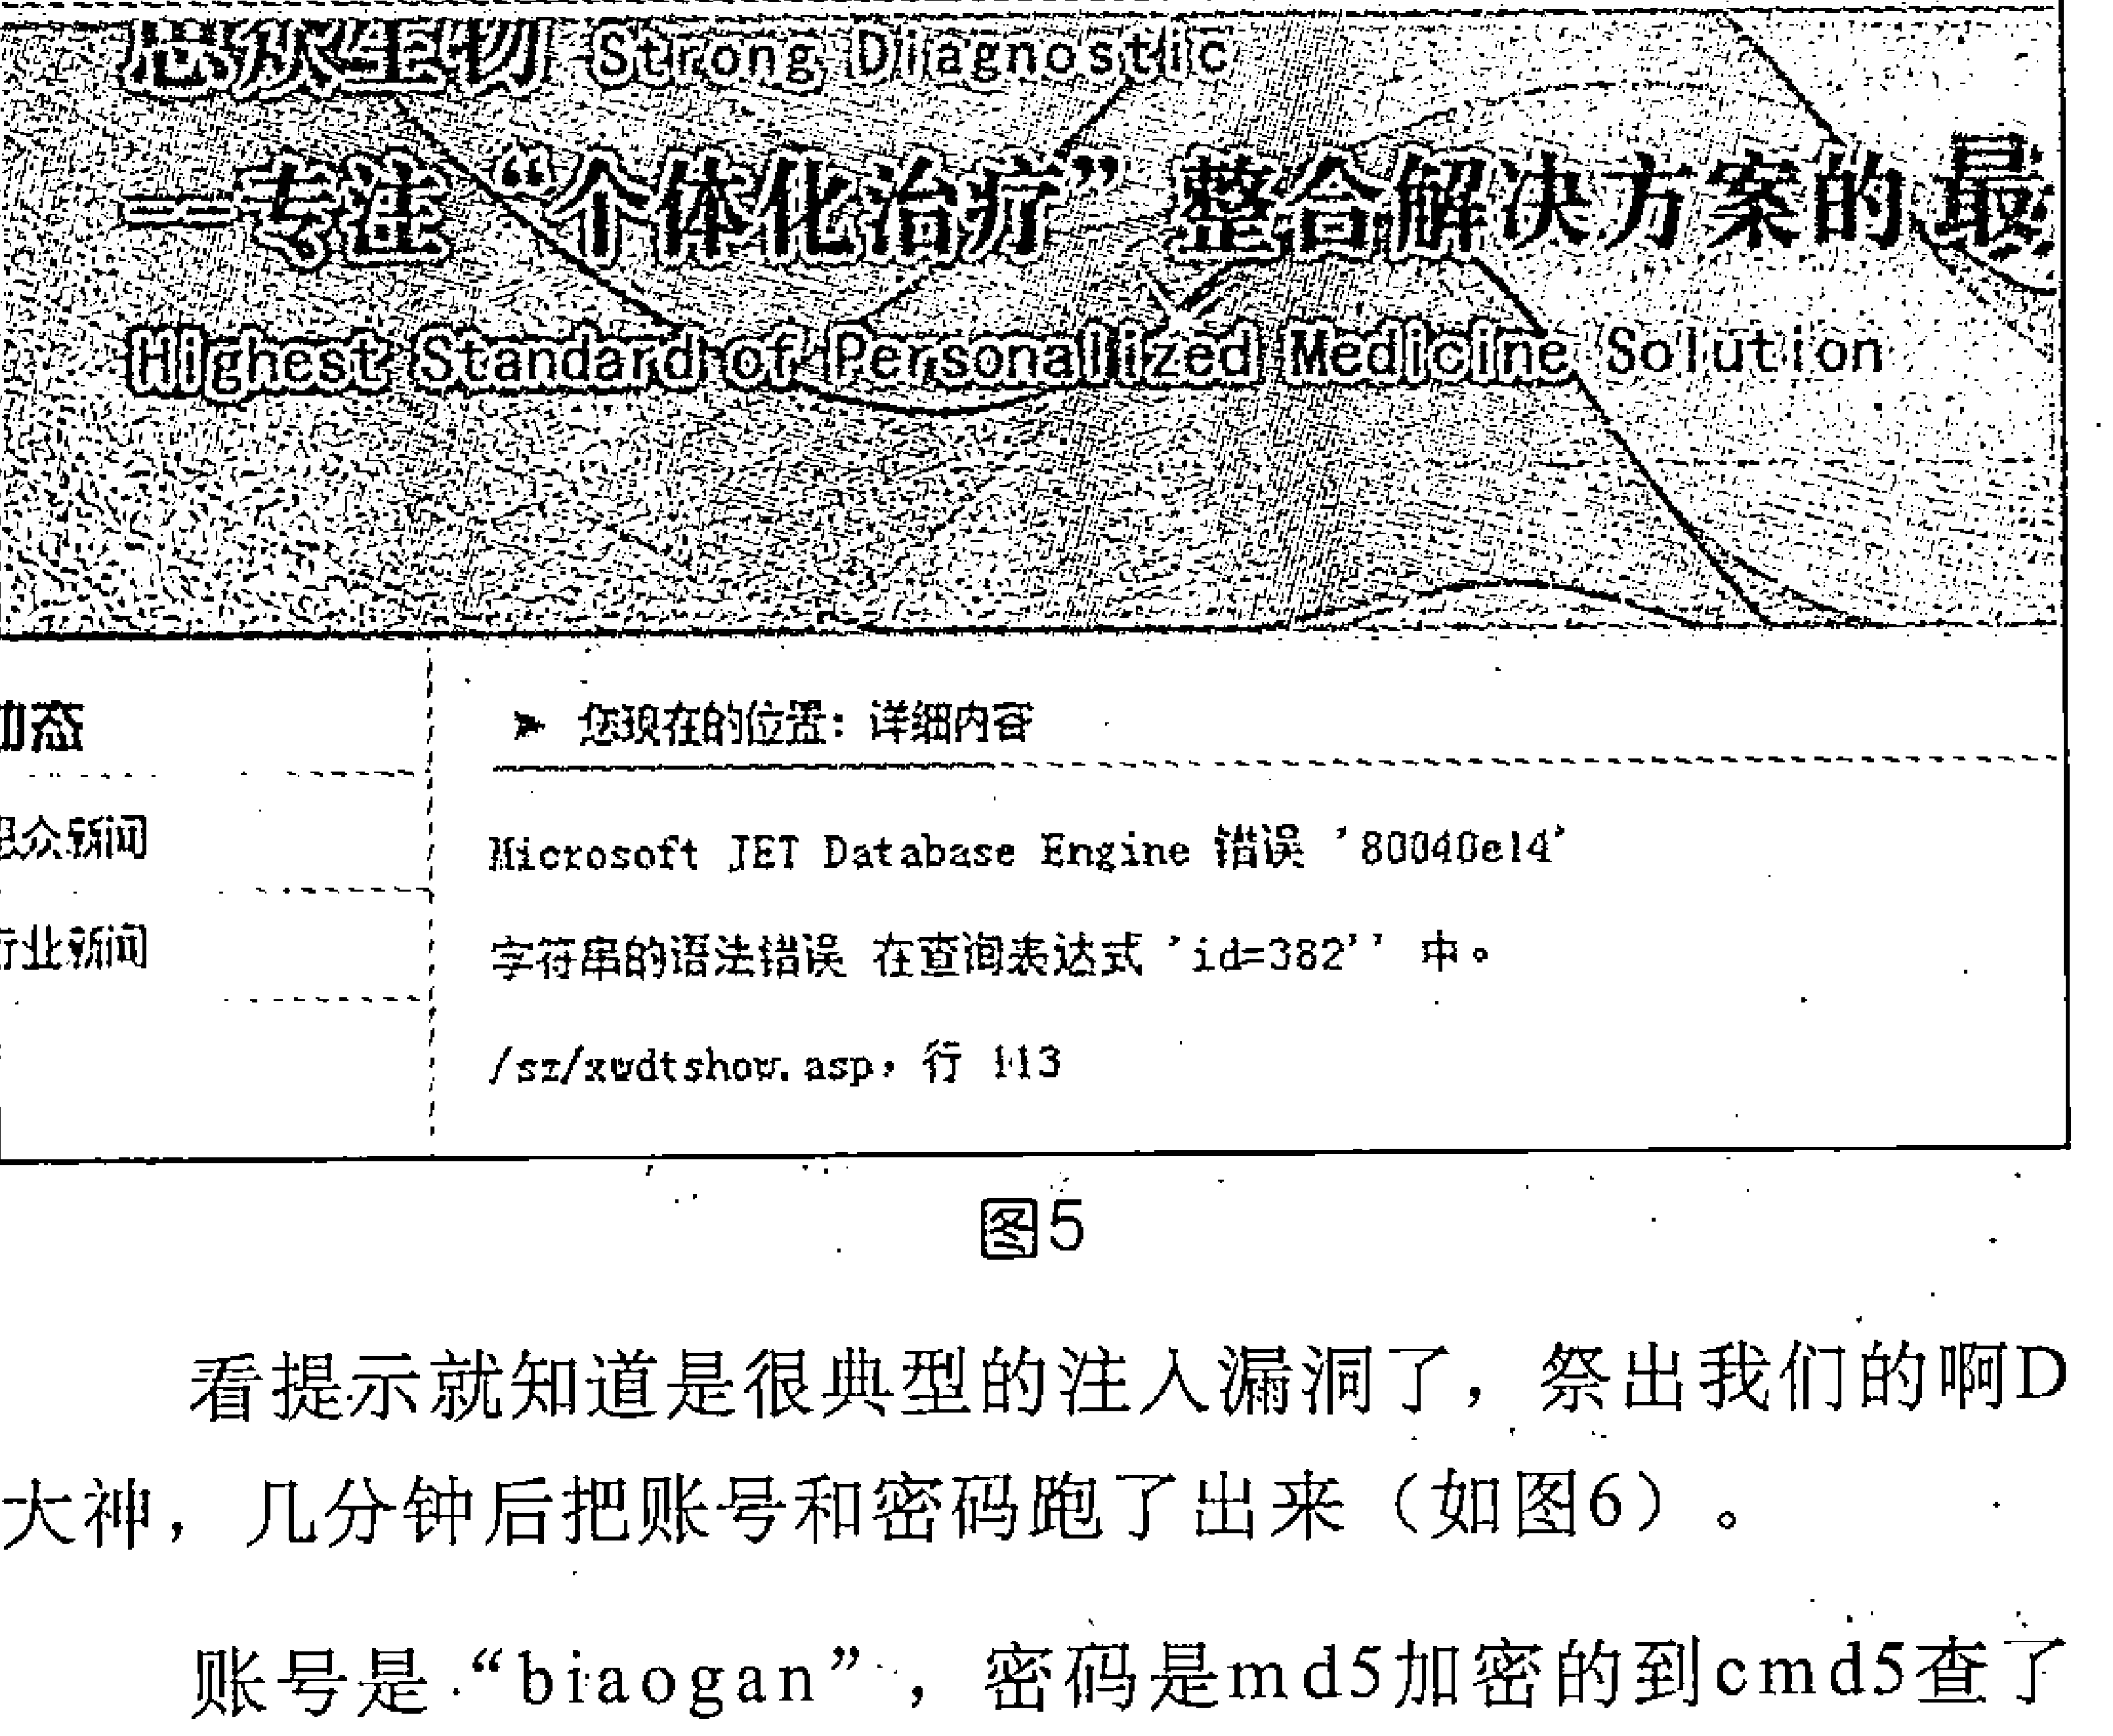 思众生物 Strong Diagnostic
==专注 “个体化治疗” 整合解决方案的最
Highest Standard of Personalized Medicine Solution
动态
➤ 您现在的位置：详细内容
思众新闻
Microsoft JET Database Engine 错误 '80040e14'
行业新闻
字符串的语法错误 在查询表达式 'id=382'' 中。
/sz/xwdtshow.asp，行 113
图5
看提示就知道是很典型的注入漏洞了，祭出我们的啊D
大神，几分钟后把账号和密码跑了出来（如图6）。
账号是“biaogan”，密码是md5加密的到cmd5查了